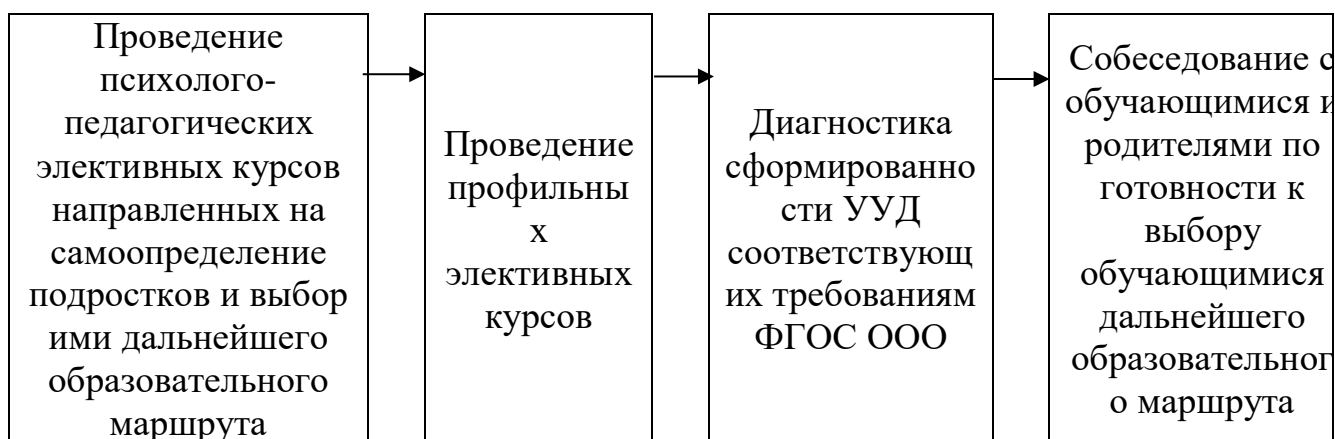 Проведение
психолого-
педагогических
элективных курсов
направленных на
самоопределение
подростков и выбор
ими дальнейшего
образовательного
маршрута
Проведение
профильны
х
элективных
курсов
Диагностика
сформированно
сти УУД
соответствующ
их требованиям
ФГОС ООО
Собеседование с
обучающимися и
родителями по
готовности к
выбору
обучающимися
дальнейшего
образовательног
о маршрута